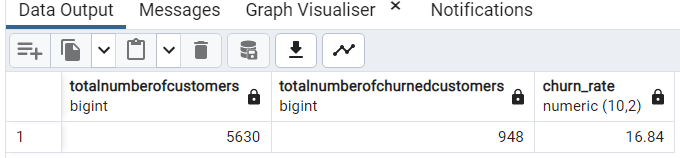 Data Output Messages Graph Visualiser × Notifications
totalnumberofcustomers totalnumberofchurnedcustomers churn_rate
bigint bigint numeric (10,2)
1 5630 948 16.84